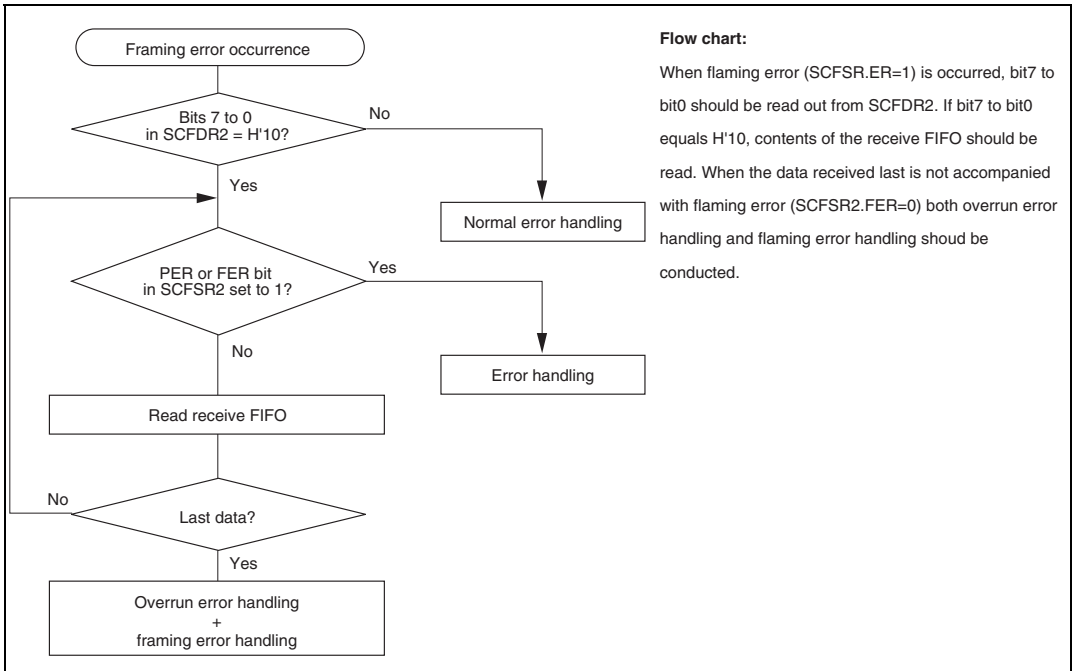 Framing error occurrence
Bits 7 to 0
in SCFDR2 = H'10?
No
Yes
Normal error handling
PER or FER bit
in SCFSR2 set to 1?
Yes
No
Error handling
Read receive FIFO
No
Last data?
Yes
Overrun error handling
+
framing error handling
Flow chart:
When flaming error (SCFSR.ER=1) is occurred, bit7 to
bit0 should be read out from SCFDR2. If bit7 to bit0
equals H'10, contents of the receive FIFO should be
read. When the data received last is not accompanied
with flaming error (SCFSR2.FER=0) both overrun error
handling and flaming error handling shoud be
conducted.